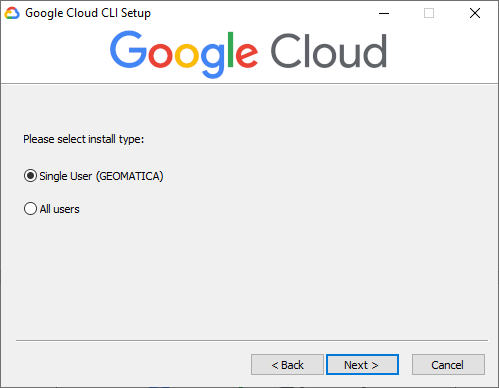 Google Cloud CLI Setup
Google Cloud
Please select install type:
Single User (GEOMATICA)
All users
< Back
Next >
Cancel